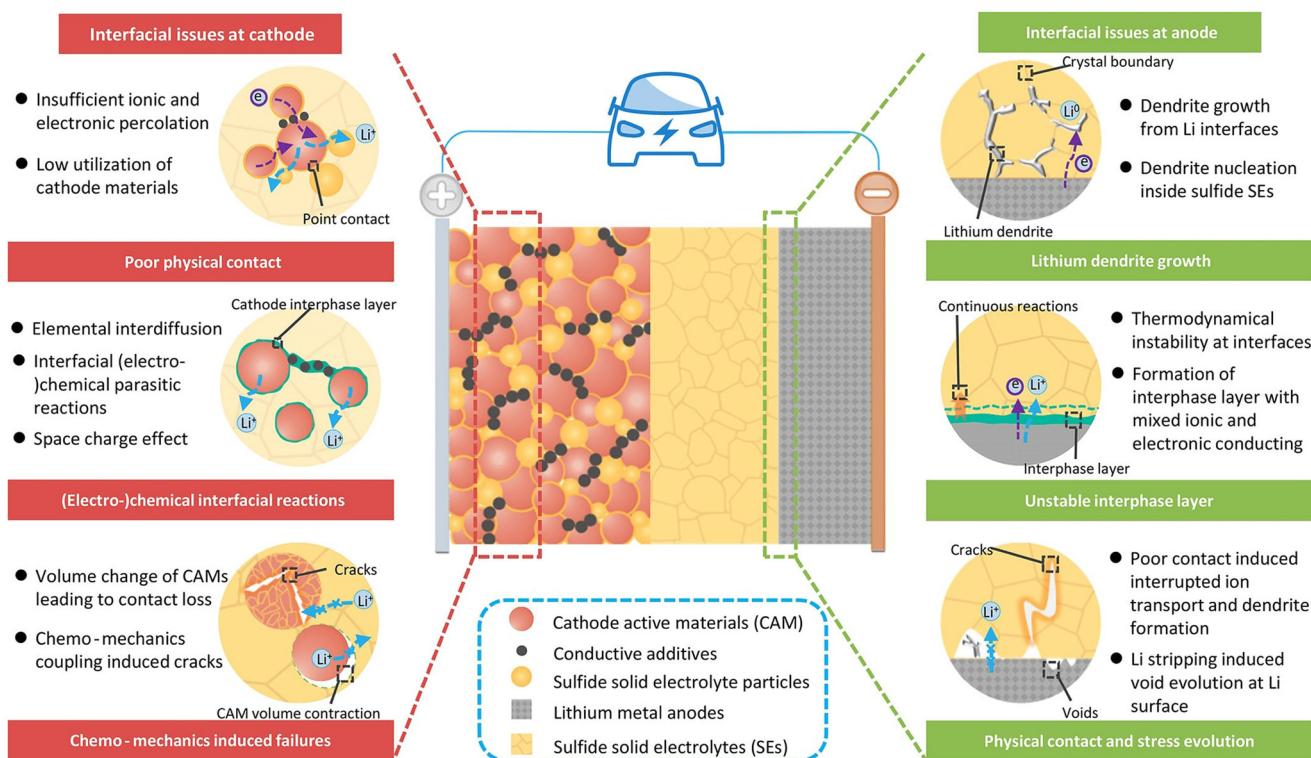 Interfacial issues at cathode
Insufficient ionic and
electronic percolation
Low utilization of
cathode materials
e
Li⁺
Point contact
Poor physical contact
Cathode interphase layer
Elemental interdiffusion
Interfacial (electro-
)chemical parasitic
reactions
Space charge effect
Li⁺
Li⁺
(Electro-)chemical interfacial reactions
Volume change of CAMs
leading to contact loss
Chemo-mechanics
coupling induced cracks
Cracks
Li⁺
Li⁺
CAM volume contraction
Chemo-mechanics induced failures
+
−
Cathode active materials (CAM)
Conductive additives
Sulfide solid electrolyte particles
Lithium metal anodes
Sulfide solid electrolytes (SEs)
Interfacial issues at anode
Crystal boundary
Li⁰
e
Lithium dendrite
Dendrite growth
from Li interfaces
Dendrite nucleation
inside sulfide SEs
Lithium dendrite growth
Continuous reactions
e
Li⁺
Interphase layer
Thermodynamical
instability at interfaces
Formation of
interphase layer with
mixed ionic and
electronic conducting
Unstable interphase layer
Cracks
Li⁺
Voids
Poor contact induced
interrupted ion
transport and dendrite
formation
Li stripping induced
void evolution at Li
surface
Physical contact and stress evolution